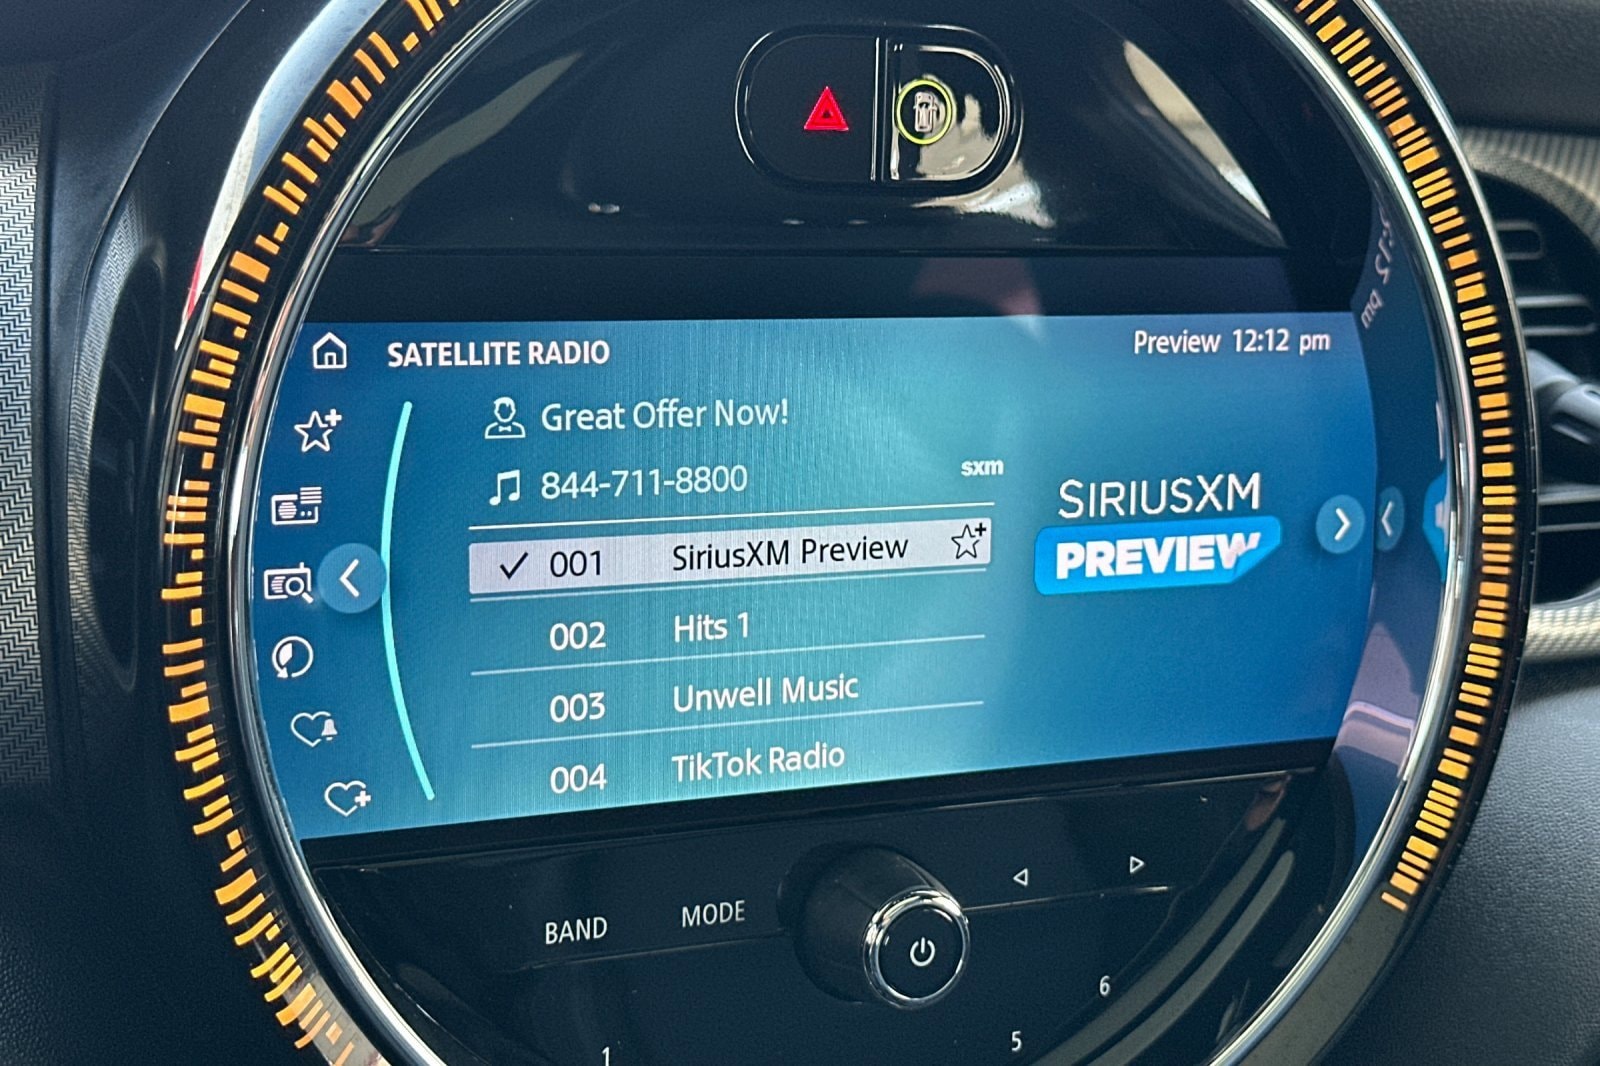 SATELLITE RADIO
Preview 12:12 pm
Great Offer Now!
844-711-8800
sxm
SIRIUSXM
PREVIEW
001 SiriusXM Preview
002 Hits 1
003 Unwell Music
004 TikTok Radio
BAND MODE
1
5
6